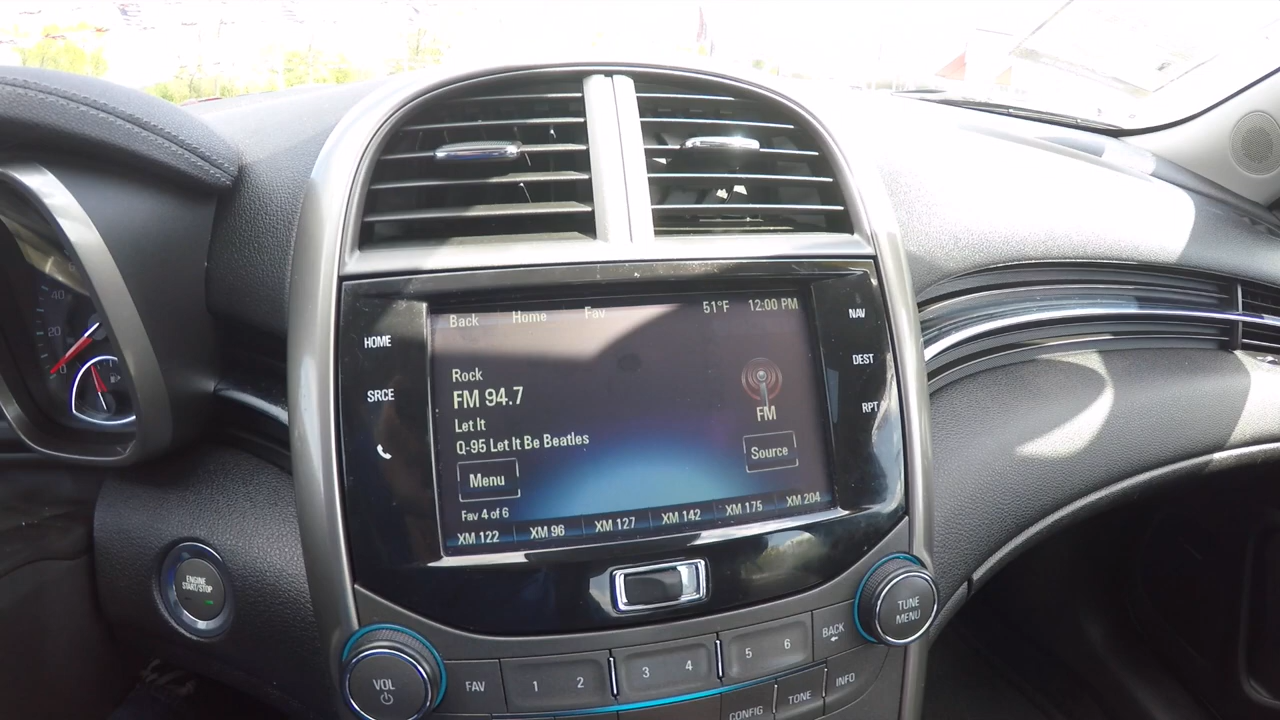 Back Home Fav 51°F 12:00 PM
Rock
FM 94.7
Let It
Q-95 Let It Be Beatles
Menu
FM
Source
Fav 4 of 6
XM 122 XM 96 XM 127 XM 142 XM 175 XM 204
HOME
SRCE
NAV
DEST
RPT
40
20
0
ENGINE
START/STOP
VOL
FAV
1 2 3 4 5 6
BACK
TUNE
MENU
CONFIG TONE INFO